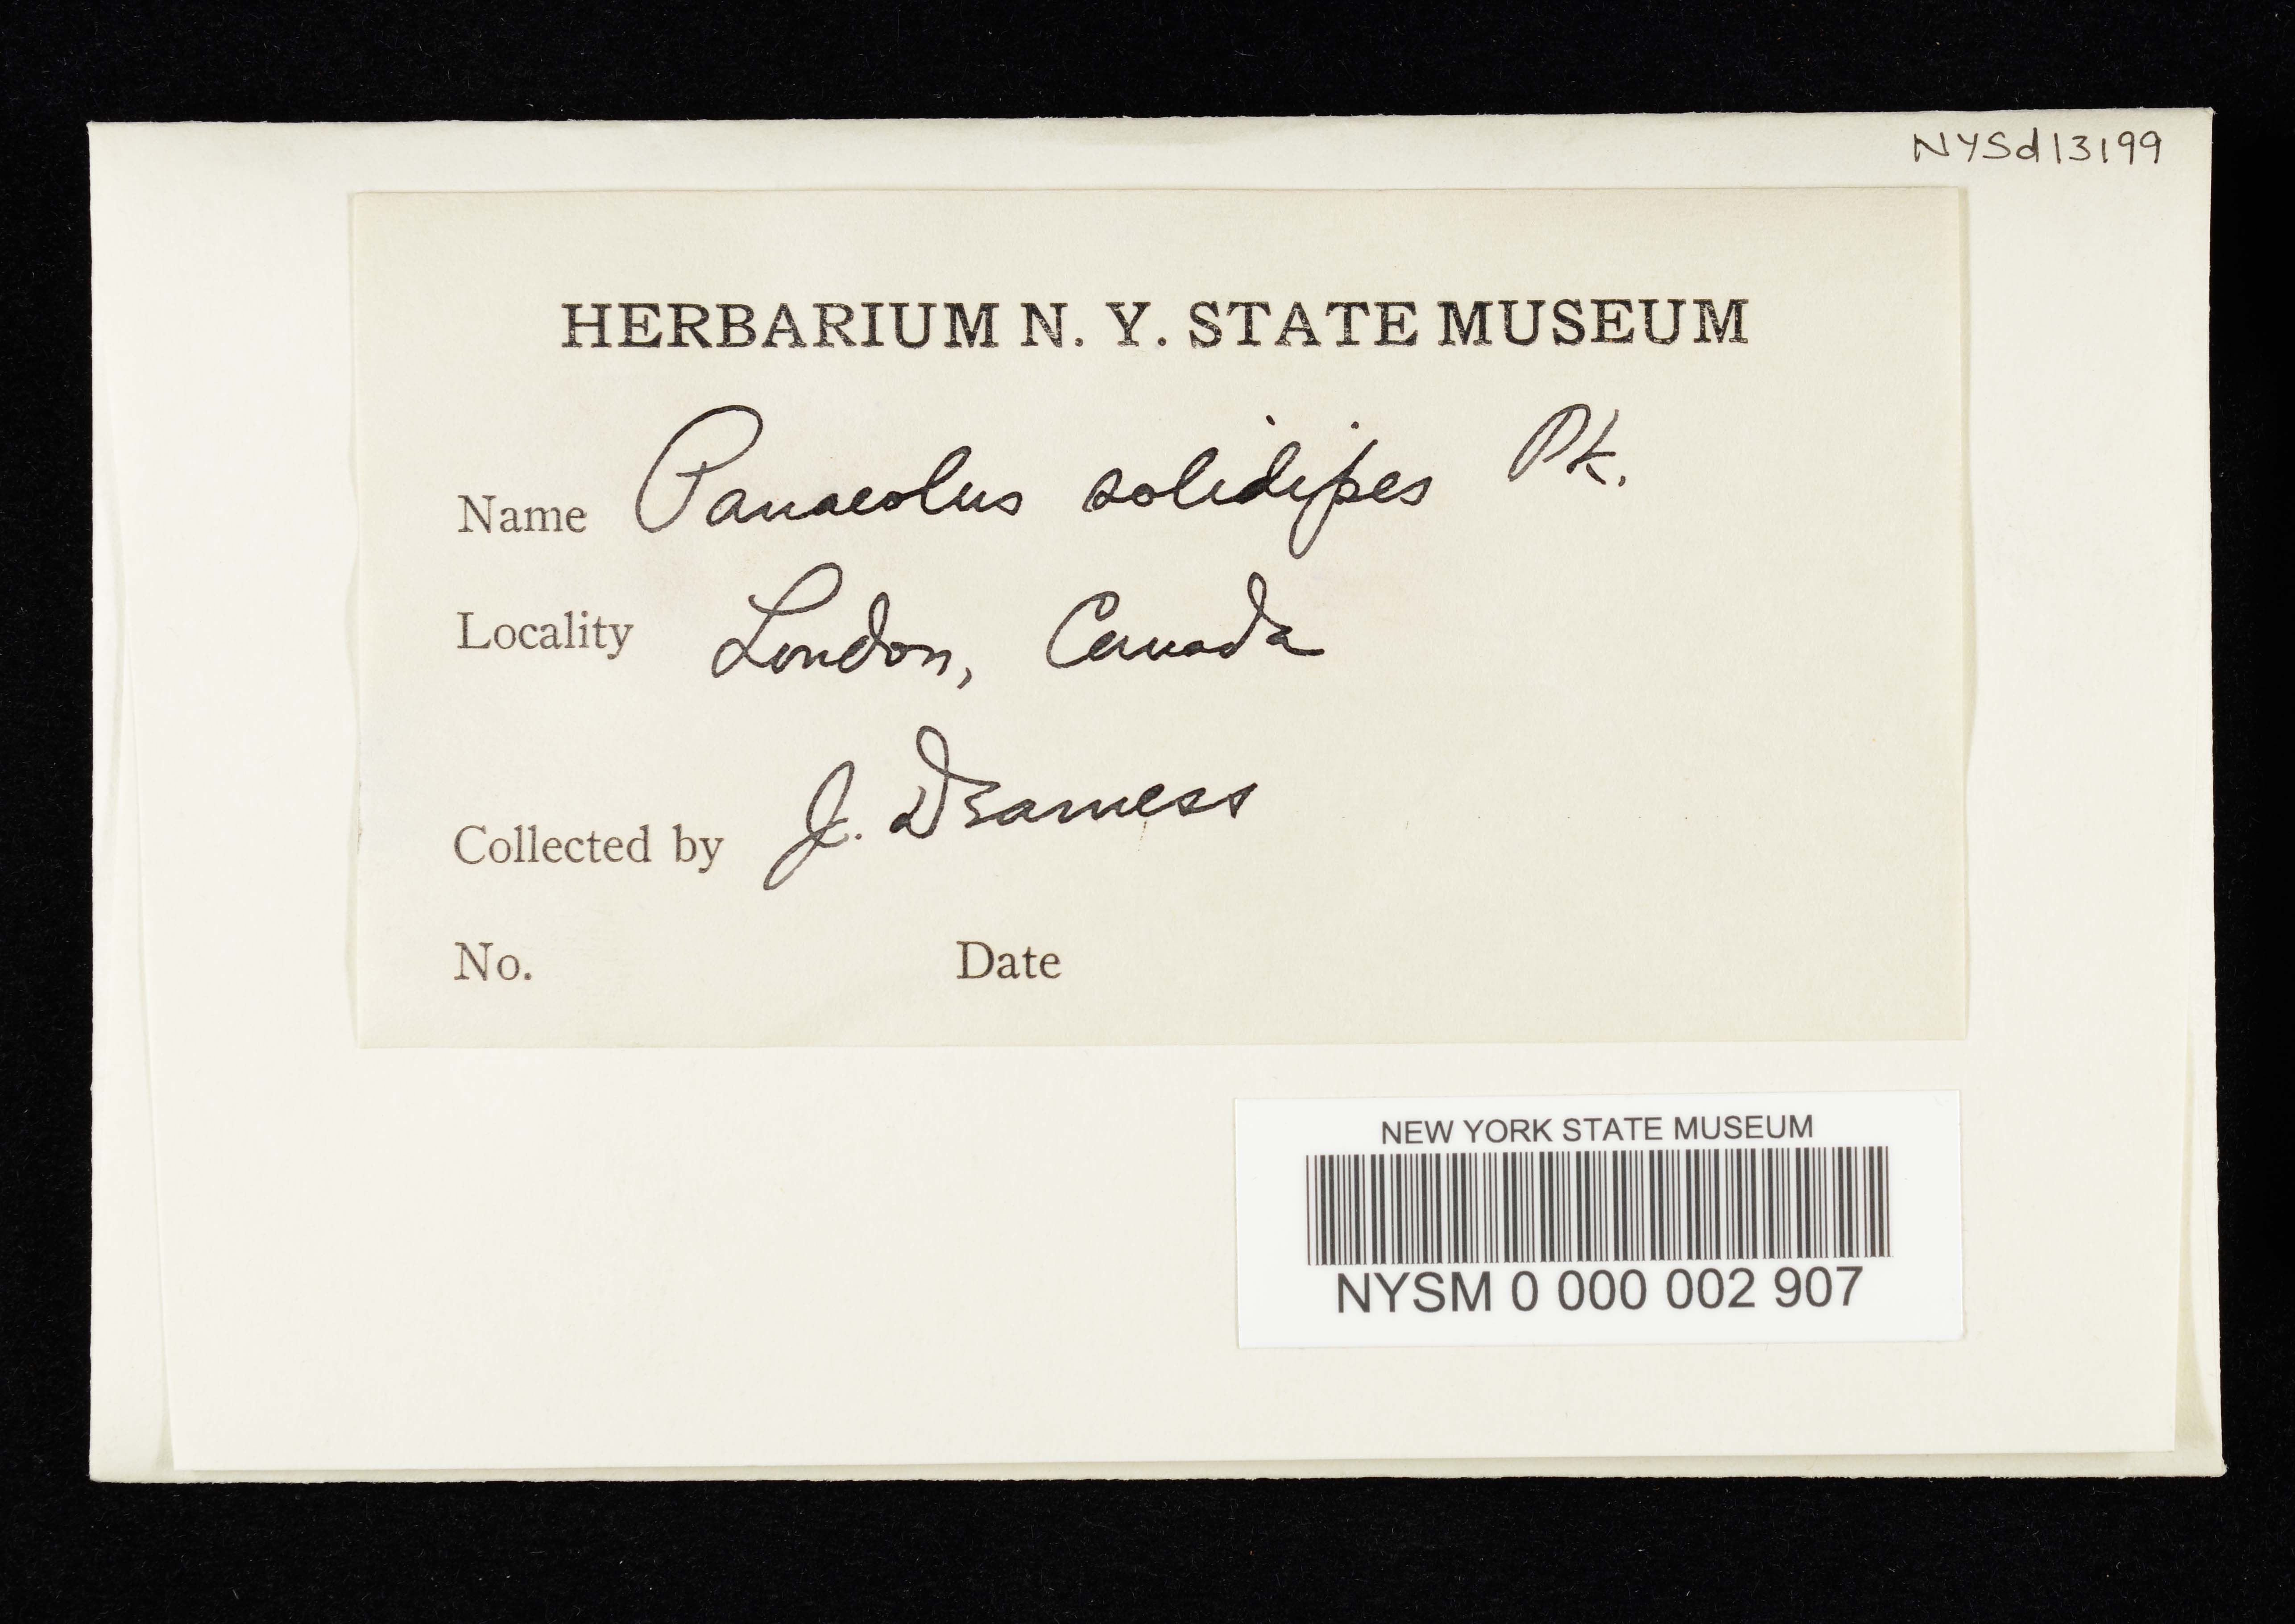 NYSd13199
HERBARIUM N. Y. STATE MUSEUM
Name Panaeolus solidipes Pk.
Locality London, Canada
Collected by J. Dearness
No. Date
NEW YORK STATE MUSEUM
NYSM 0 000 002 907